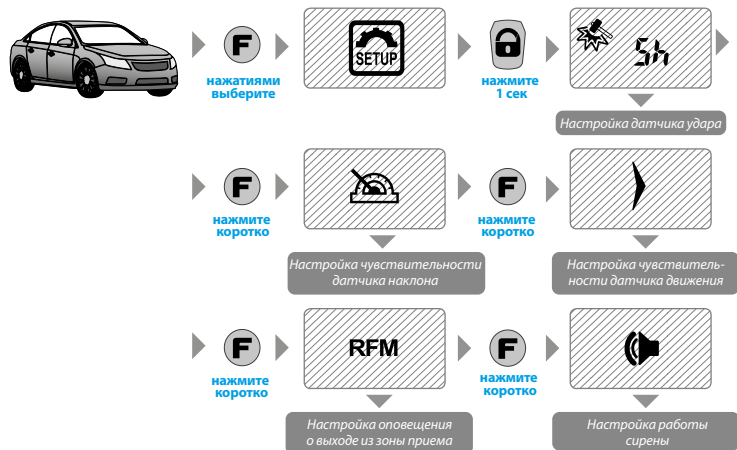 F
SETUP
Sh
нажатиями
выберите
нажмите
1 сек
Настройка датчика удара
F
F
нажмите
коротко
нажмите
коротко
Настройка чувствительности
датчика наклона
Настройка чувствитель-
ности датчика движения
F
RFM
F
нажмите
коротко
нажмите
коротко
Настройка оповещения
о выходе из зоны приема
Настройка работы
сирены